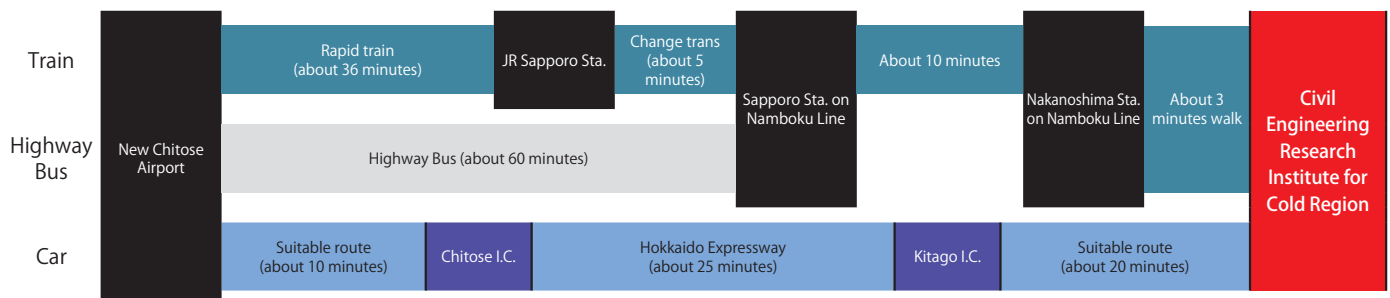 Train
Rapid train
(about 36 minutes)
JR Sapporo Sta.
Change trans
(about 5
minutes)
Sapporo Sta. on
Namboku Line
About 10 minutes
Nakanoshima Sta.
on Namboku Line
About 3
minutes walk
Civil
Engineering
Research
Institute for
Cold Region
Highway
Bus
New Chitose
Airport
Highway Bus (about 60 minutes)
Car
Suitable route
(about 10 minutes)
Chitose I.C.
Hokkaido Expressway
(about 25 minutes)
Kitago I.C.
Suitable route
(about 20 minutes)